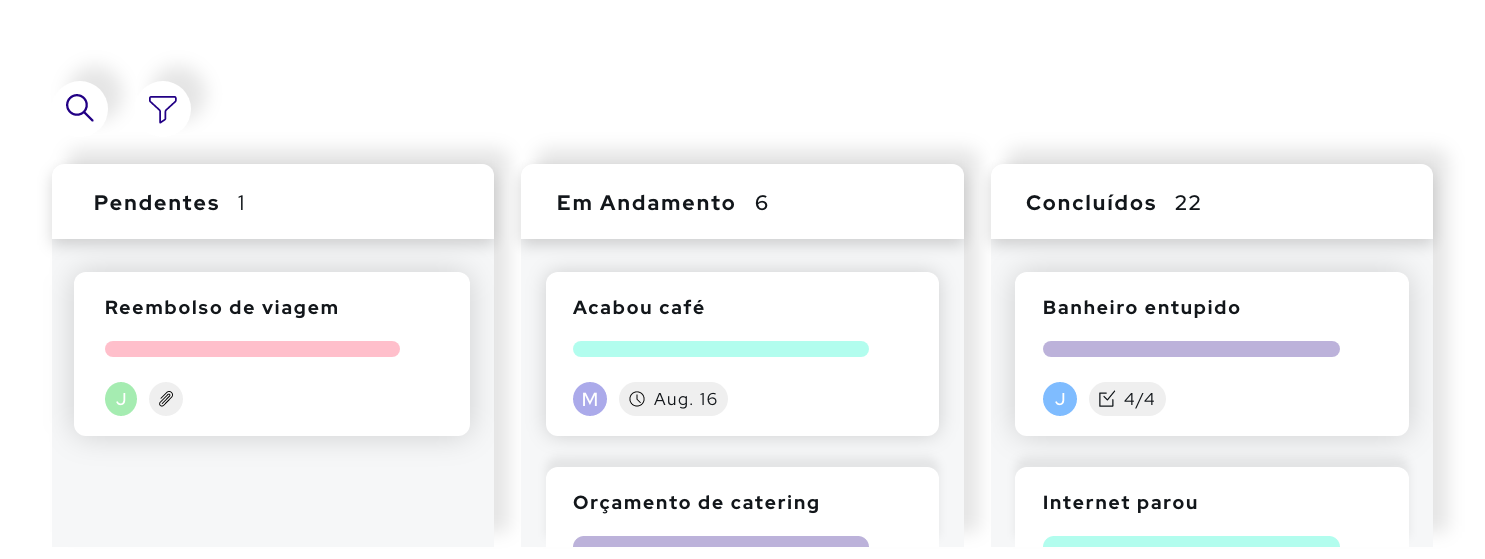 Pendentes 1
Reembolso de viagem
J
Em Andamento 6
Acabou café
M Aug. 16
Orçamento de catering
Concluídos 22
Banheiro entupido
J 4/4
Internet parou